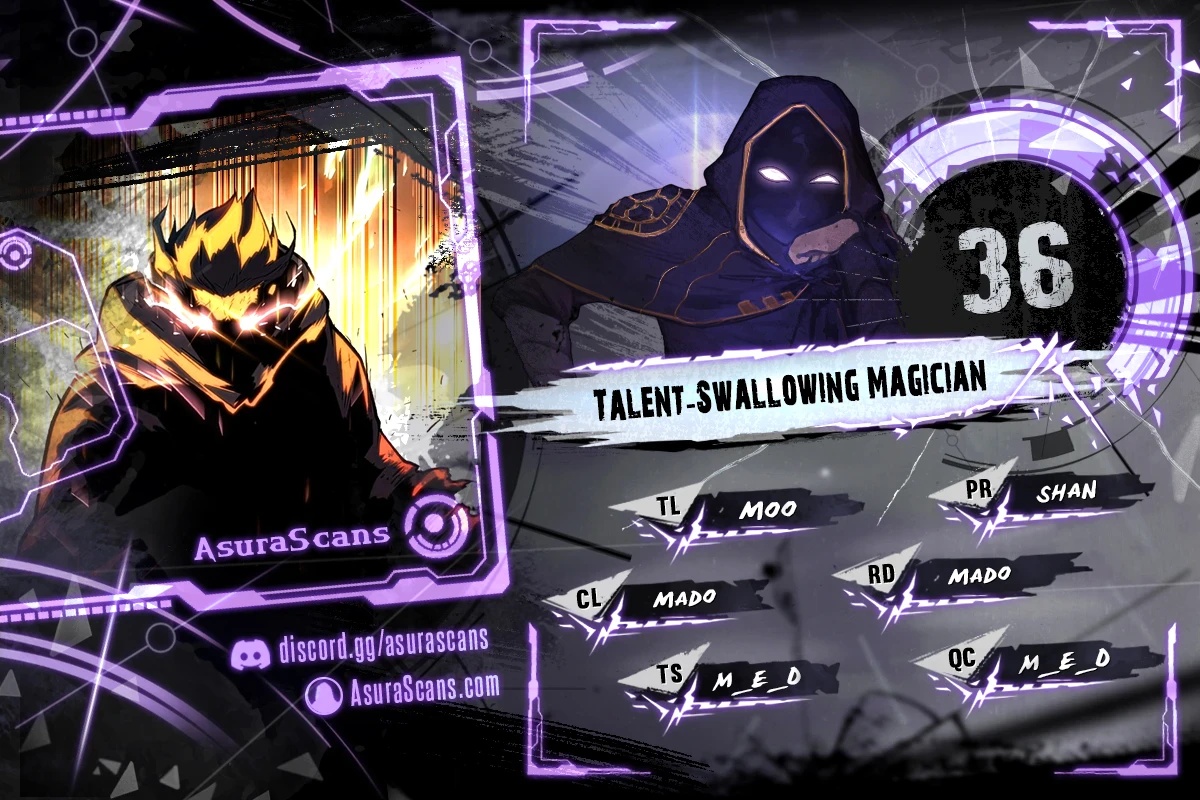 36
TALENT-SWALLOWING MAGICIAN
TL MOO
PR SHAN
CL MADO
RD MADO
TS M_E_D
QC M_E_D
AsuraScans
discord.gg/asurascans
AsuraScans.com